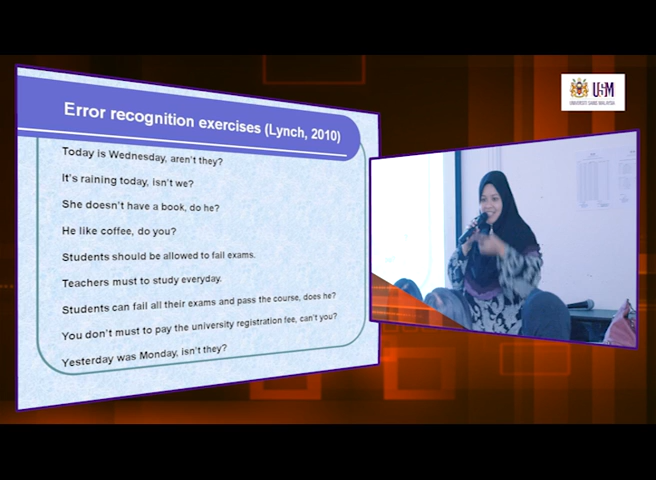 Error recognition exercises (Lynch, 2010)
Today is Wednesday, aren't they?
It's raining today, isn't we?
She doesn't have a book, do he?
He like coffee, do you?
Students should be allowed to fail exams.
Teachers must to study everyday.
Students can fail all their exams and pass the course, does he?
You don't must to pay the university registration fee, can't you?
Yesterday was Monday, isn't they?
USM
UNIVERSITI SAINS MALAYSIA